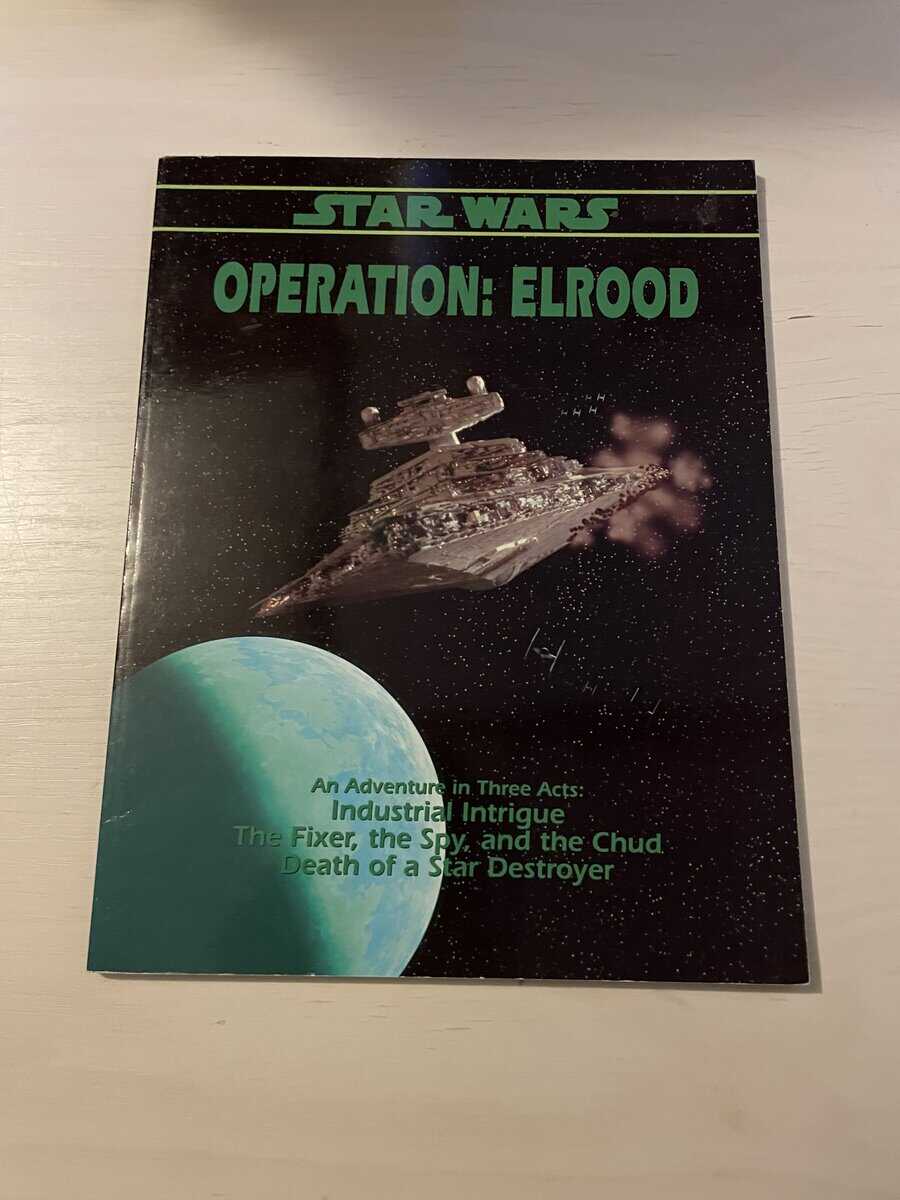 STAR WARS®
OPERATION: ELROOD
An Adventure in Three Acts:
Industrial Intrigue
The Fixer, the Spy, and the Chud
Death of a Star Destroyer